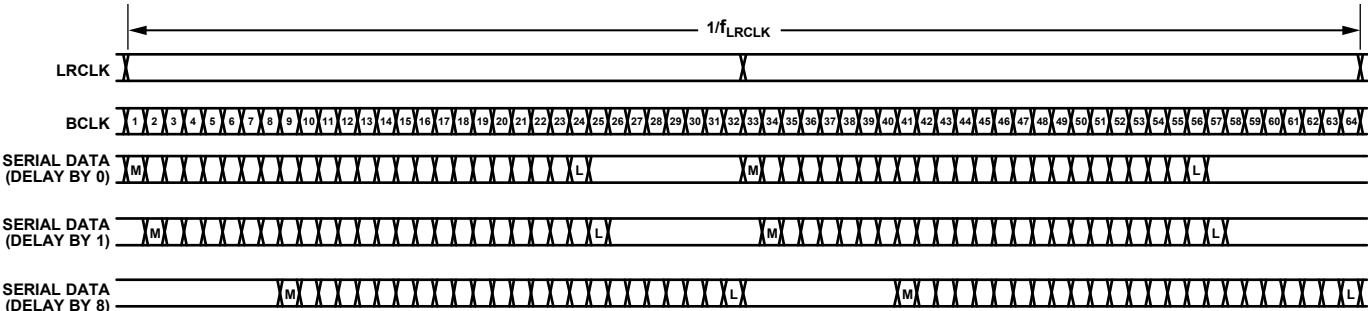 1/fLRCLK
LRCLK
BCLK 1 2 3 4 5 6 7 8 9 10 11 12 13 14 15 16 17 18 19 20 21 22 23 24 25 26 27 28 29 30 31 32 33 34 35 36 37 38 39 40 41 42 43 44 45 46 47 48 49 50 51 52 53 54 55 56 57 58 59 60 61 62 63 64
SERIAL DATA
(DELAY BY 0) M L M L
SERIAL DATA
(DELAY BY 1) M L M L
SERIAL DATA
(DELAY BY 8) M L M L